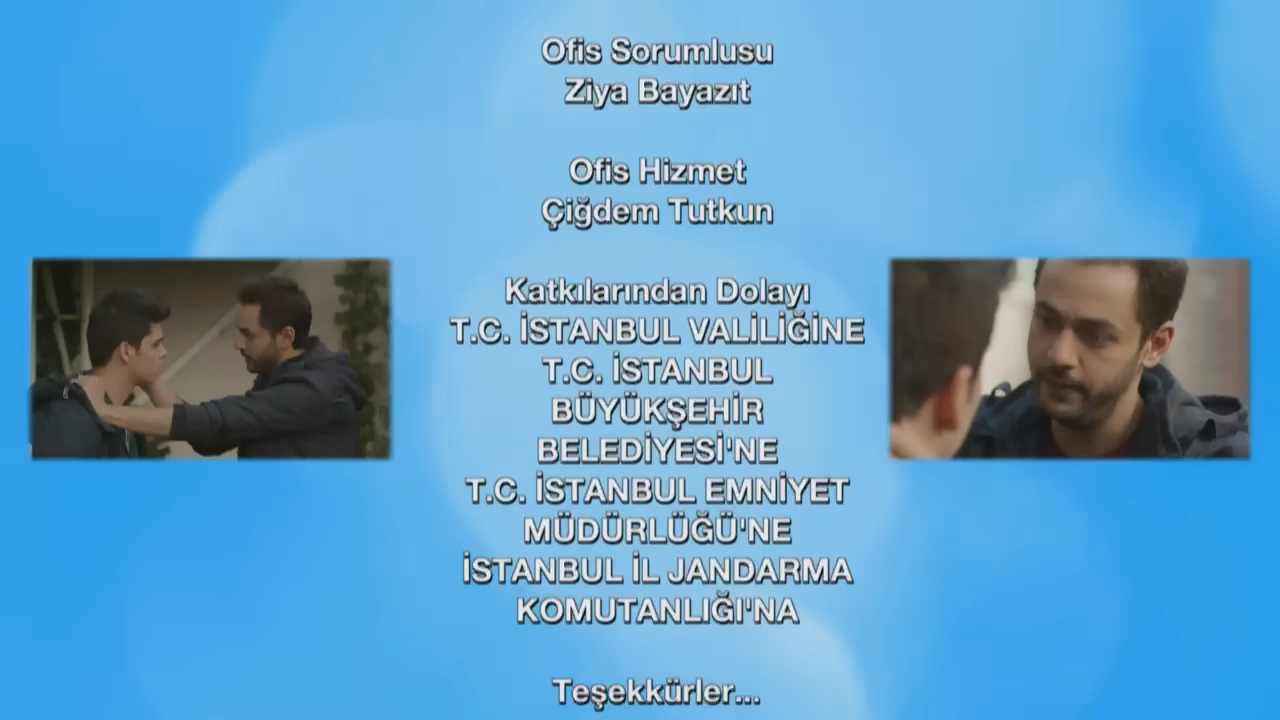 Ofis Sorumlusu
Ziya Bayazıt
Ofis Hizmet
Çiğdem Tutkun
Katkılarından Dolayı
T.C. İSTANBUL VALİLİĞİNE
T.C. İSTANBUL
BÜYÜKŞEHİR
BELEDİYESİ'NE
T.C. İSTANBUL EMNİYET
MÜDÜRLÜĞÜ'NE
İSTANBUL İL JANDARMA
KOMUTANLIĞI'NA
Teşekkürler...